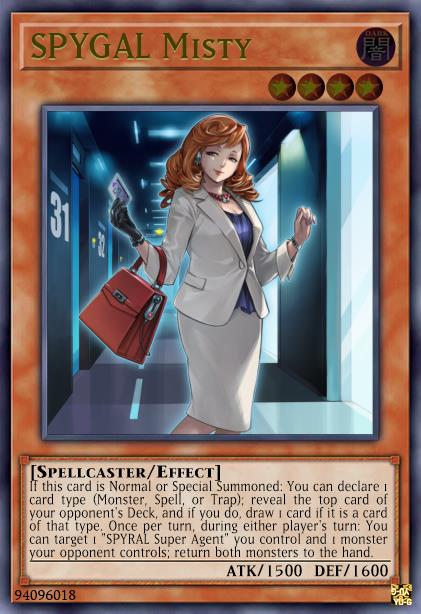 SPYGAL Misty
DARK
闇
31
32
[Spellcaster/Effect]
If this card is Normal or Special Summoned: You can declare 1
card type (Monster, Spell, or Trap); reveal the top card of
your opponent's Deck, and if you do, draw 1 card if it is a card
of that type. Once per turn, during either player's turn: You
can target 1 "SPYRAL Super Agent" you control and 1 monster
your opponent controls; return both monsters to the hand.
ATK/1500 DEF/1600
94096018